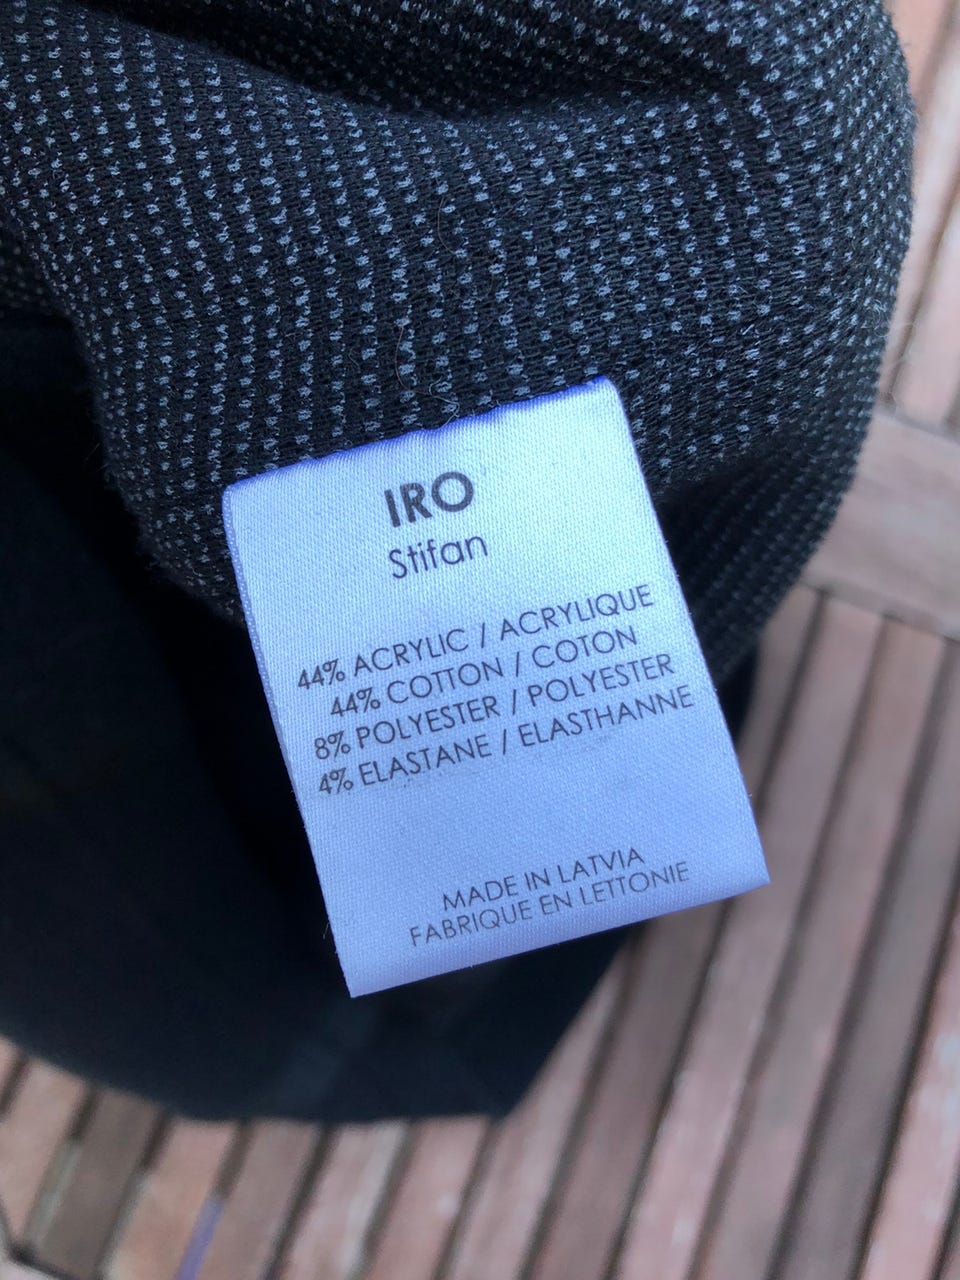 IRO
Stifan
44% ACRYLIC / ACRYLIQUE
44% COTTON / COTON
8% POLYESTER / POLYESTER
4% ELASTANE / ELASTHANNE
MADE IN LATVIA
FABRIQUE EN LETTONIE